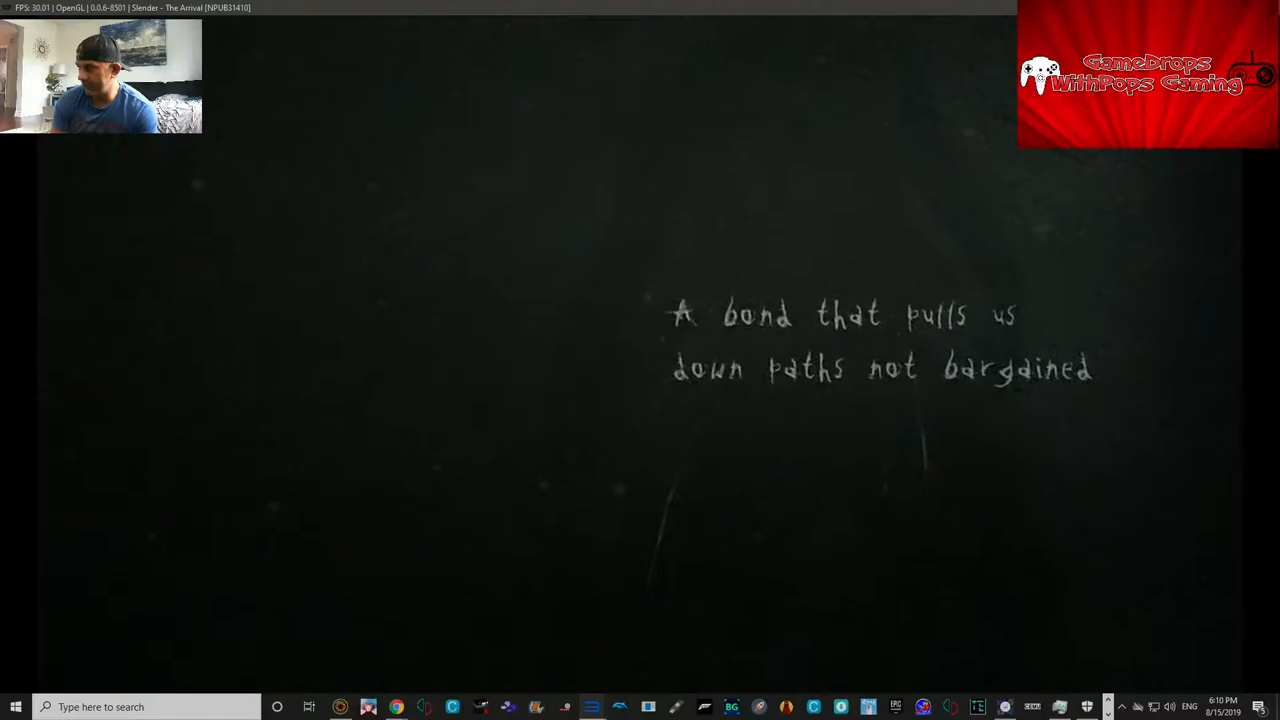 FPS: 30.01 | OpenGL | 0.0.6-8501 | Slender - The Arrival [NPUB31410]
GameDrops
WithPops Gaming
A bond that pulls us
down paths not bargained
Type here to search
ENG
6:10 PM
8/15/2019